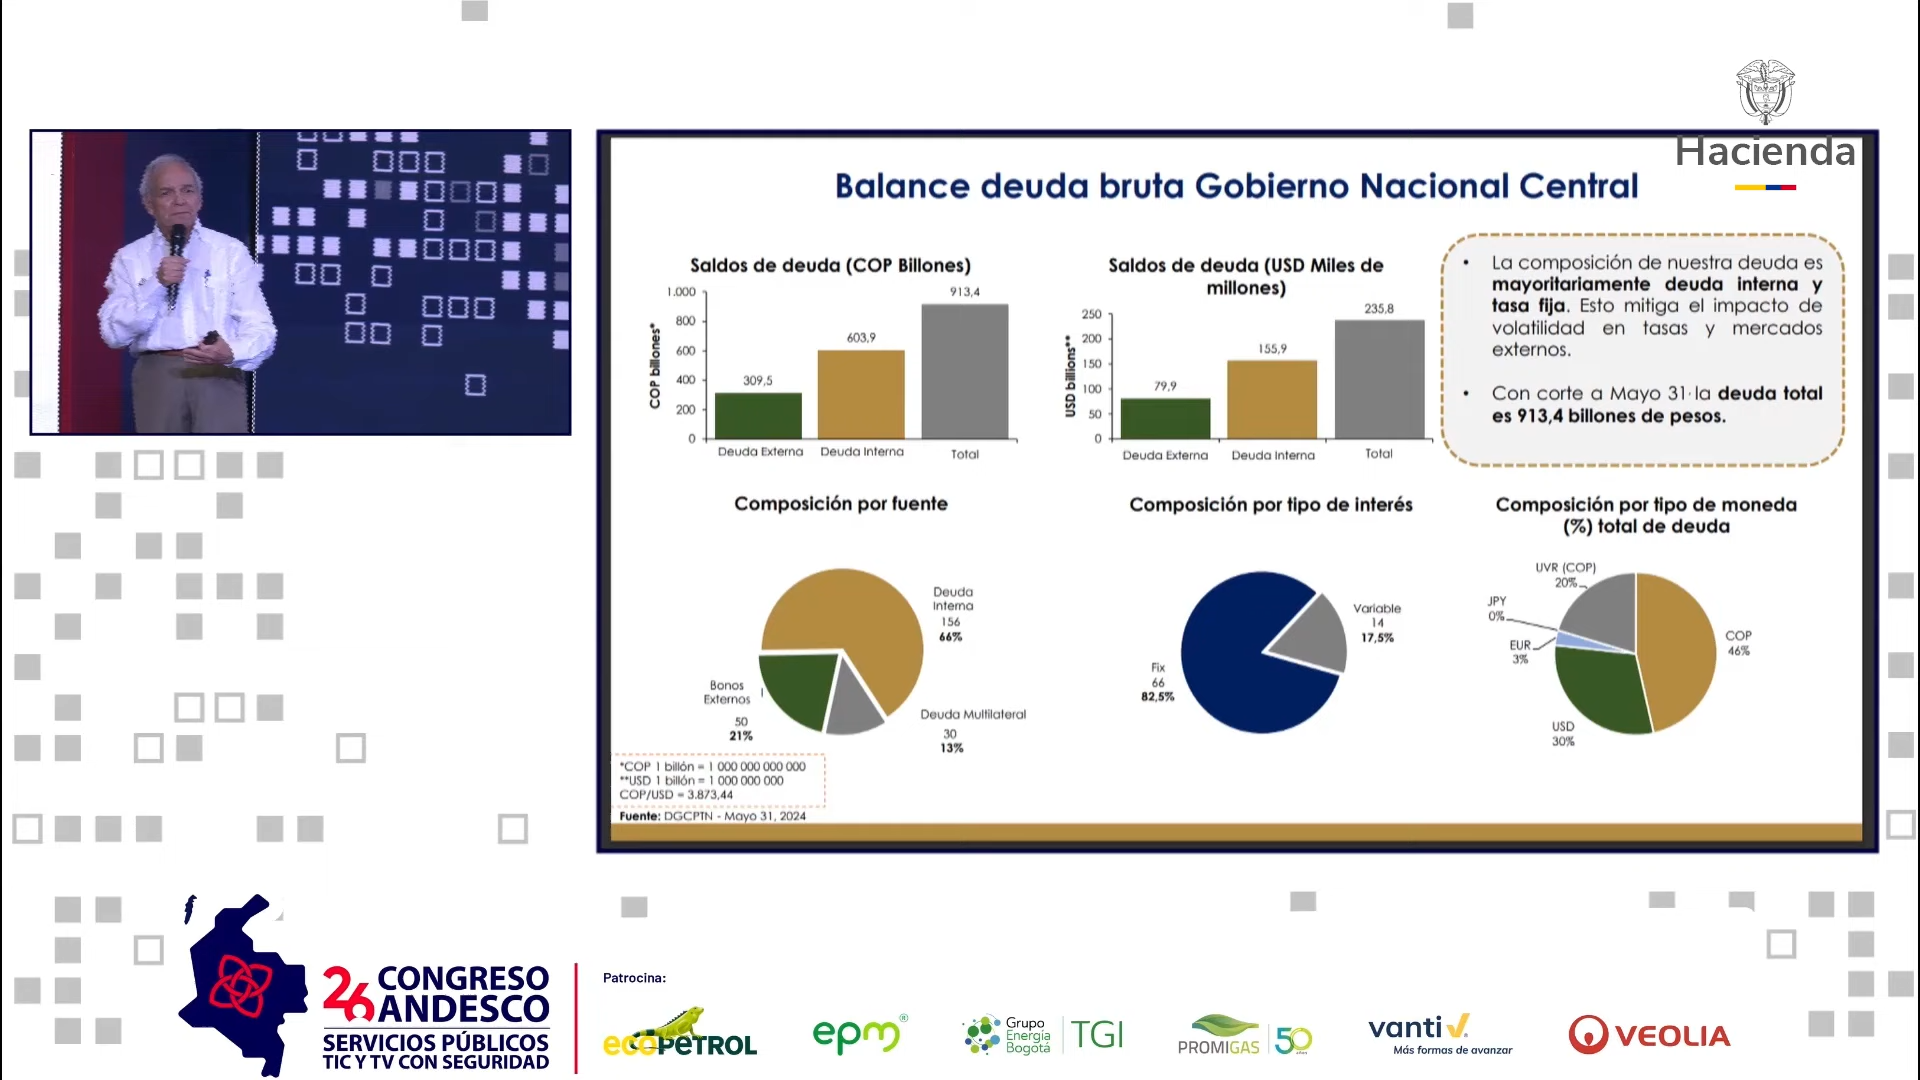 Hacienda
Balance deuda bruta Gobierno Nacional Central
Saldos de deuda (COP Billones)
COP billones*
1.000
800
600
400
200
0
309,5
603,9
913,4
Deuda Externa
Deuda Interna
Total
Saldos de deuda (USD Miles de
millones)
USD billions**
250
200
150
100
50
0
79,9
155,9
235,8
Deuda Externa
Deuda Interna
Total
• La composición de nuestra deuda es
mayoritariamente deuda interna y
tasa fija. Esto mitiga el impacto de
volatilidad en tasas y mercados
externos.
• Con corte a Mayo 31 la deuda total
es 913,4 billones de pesos.
Composición por fuente
Deuda
Interna
156
66%
Bonos
Externos
50
21%
Deuda Multilateral
30
13%
Composición por tipo de interés
Variable
14
17,5%
Fix
66
82,5%
Composición por tipo de moneda
(%) total de deuda
UVR (COP)
20%
JPY
0%
EUR
3%
USD
30%
COP
46%
*COP 1 billón = 1 000 000 000 000
**USD 1 billón = 1 000 000 000
COP/USD = 3.873,44
Fuente: DGCPTN - Mayo 31, 2024
26 CONGRESO
ANDESCO
SERVICIOS PÚBLICOS
TIC Y TV CON SEGURIDAD
Patrocina:
ecoPETROL
epm®
Grupo
Energía
Bogotá
TGI
PROMIGAS 50
vanti
Más formas de avanzar
VEOLIA